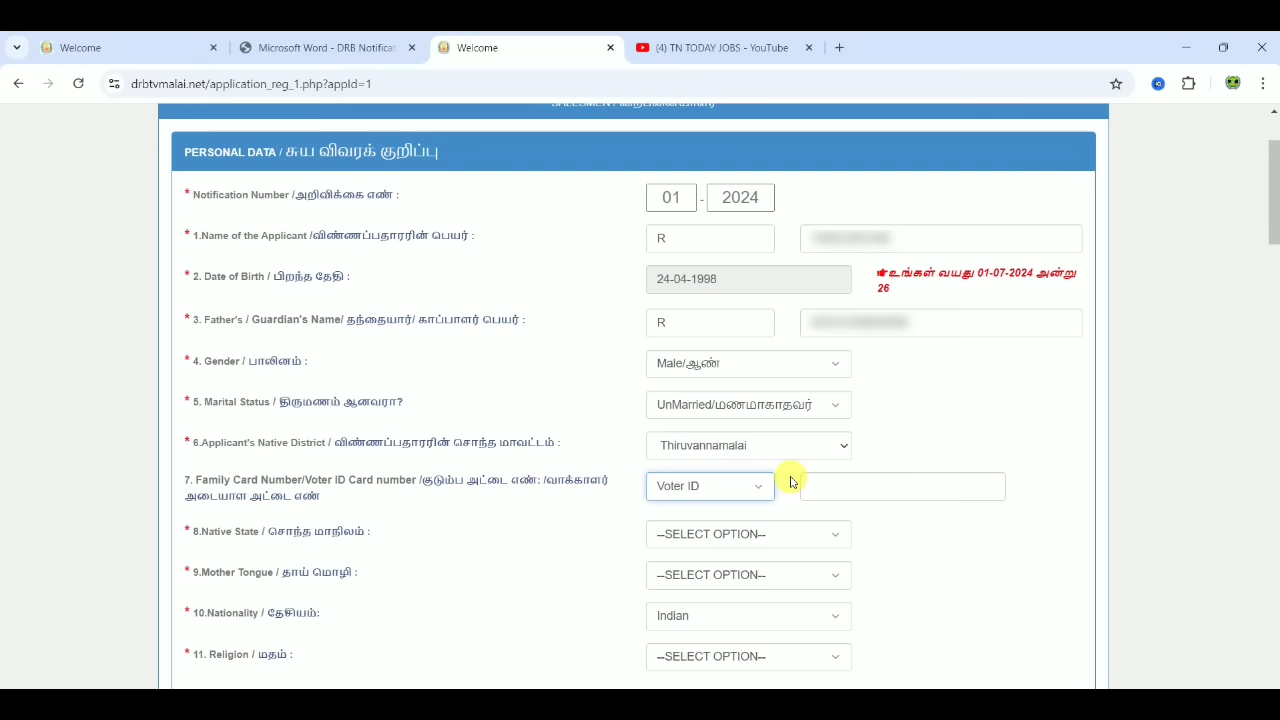 Welcome
Microsoft Word - DRB Notificat
Welcome
(4) TN TODAY JOBS - YouTube
drbtvmalai.net/application_reg_1.php?appId=1
PERSONAL DATA / சுய விவரக் குறிப்பு
* Notification Number /அறிவிக்கை எண் :
01 - 2024
* 1.Name of the Applicant /விண்ணப்பதாரரின் பெயர் :
R
* 2. Date of Birth / பிறந்த தேதி :
24-04-1998
உங்கள் வயது 01-07-2024 அன்று
26
* 3. Father's / Guardian's Name/ தந்தையார்/ காப்பாளர் பெயர் :
R
* 4. Gender / பாலினம் :
Male/ஆண்
* 5. Marital Status / திருமணம் ஆனவரா?
UnMarried/மணமாகாதவர்
* 6.Applicant's Native District / விண்ணப்பதாரரின் சொந்த மாவட்டம் :
Thiruvannamalai
7. Family Card Number/Voter ID Card number /குடும்ப அட்டை எண்: /வாக்காளர்
அடையாள அட்டை எண்
Voter ID
* 8.Native State / சொந்த மாநிலம் :
--SELECT OPTION--
* 9.Mother Tongue / தாய் மொழி :
--SELECT OPTION--
* 10.Nationality / தேசியம்:
Indian
* 11. Religion / மதம் :
--SELECT OPTION--